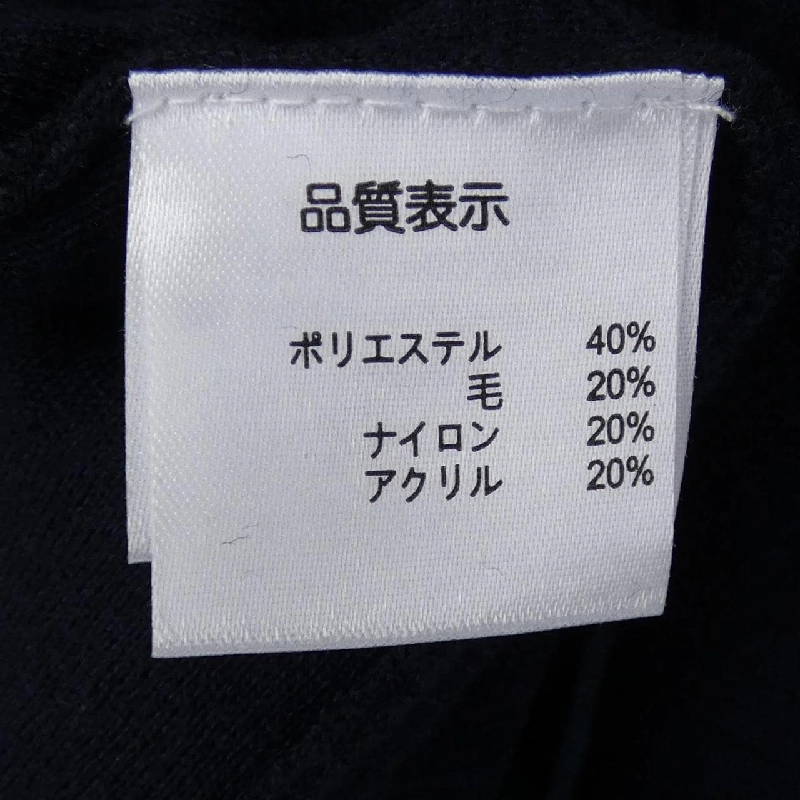 品質表示
ポリエステル 40%
毛 20%
ナイロン 20%
アクリル 20%